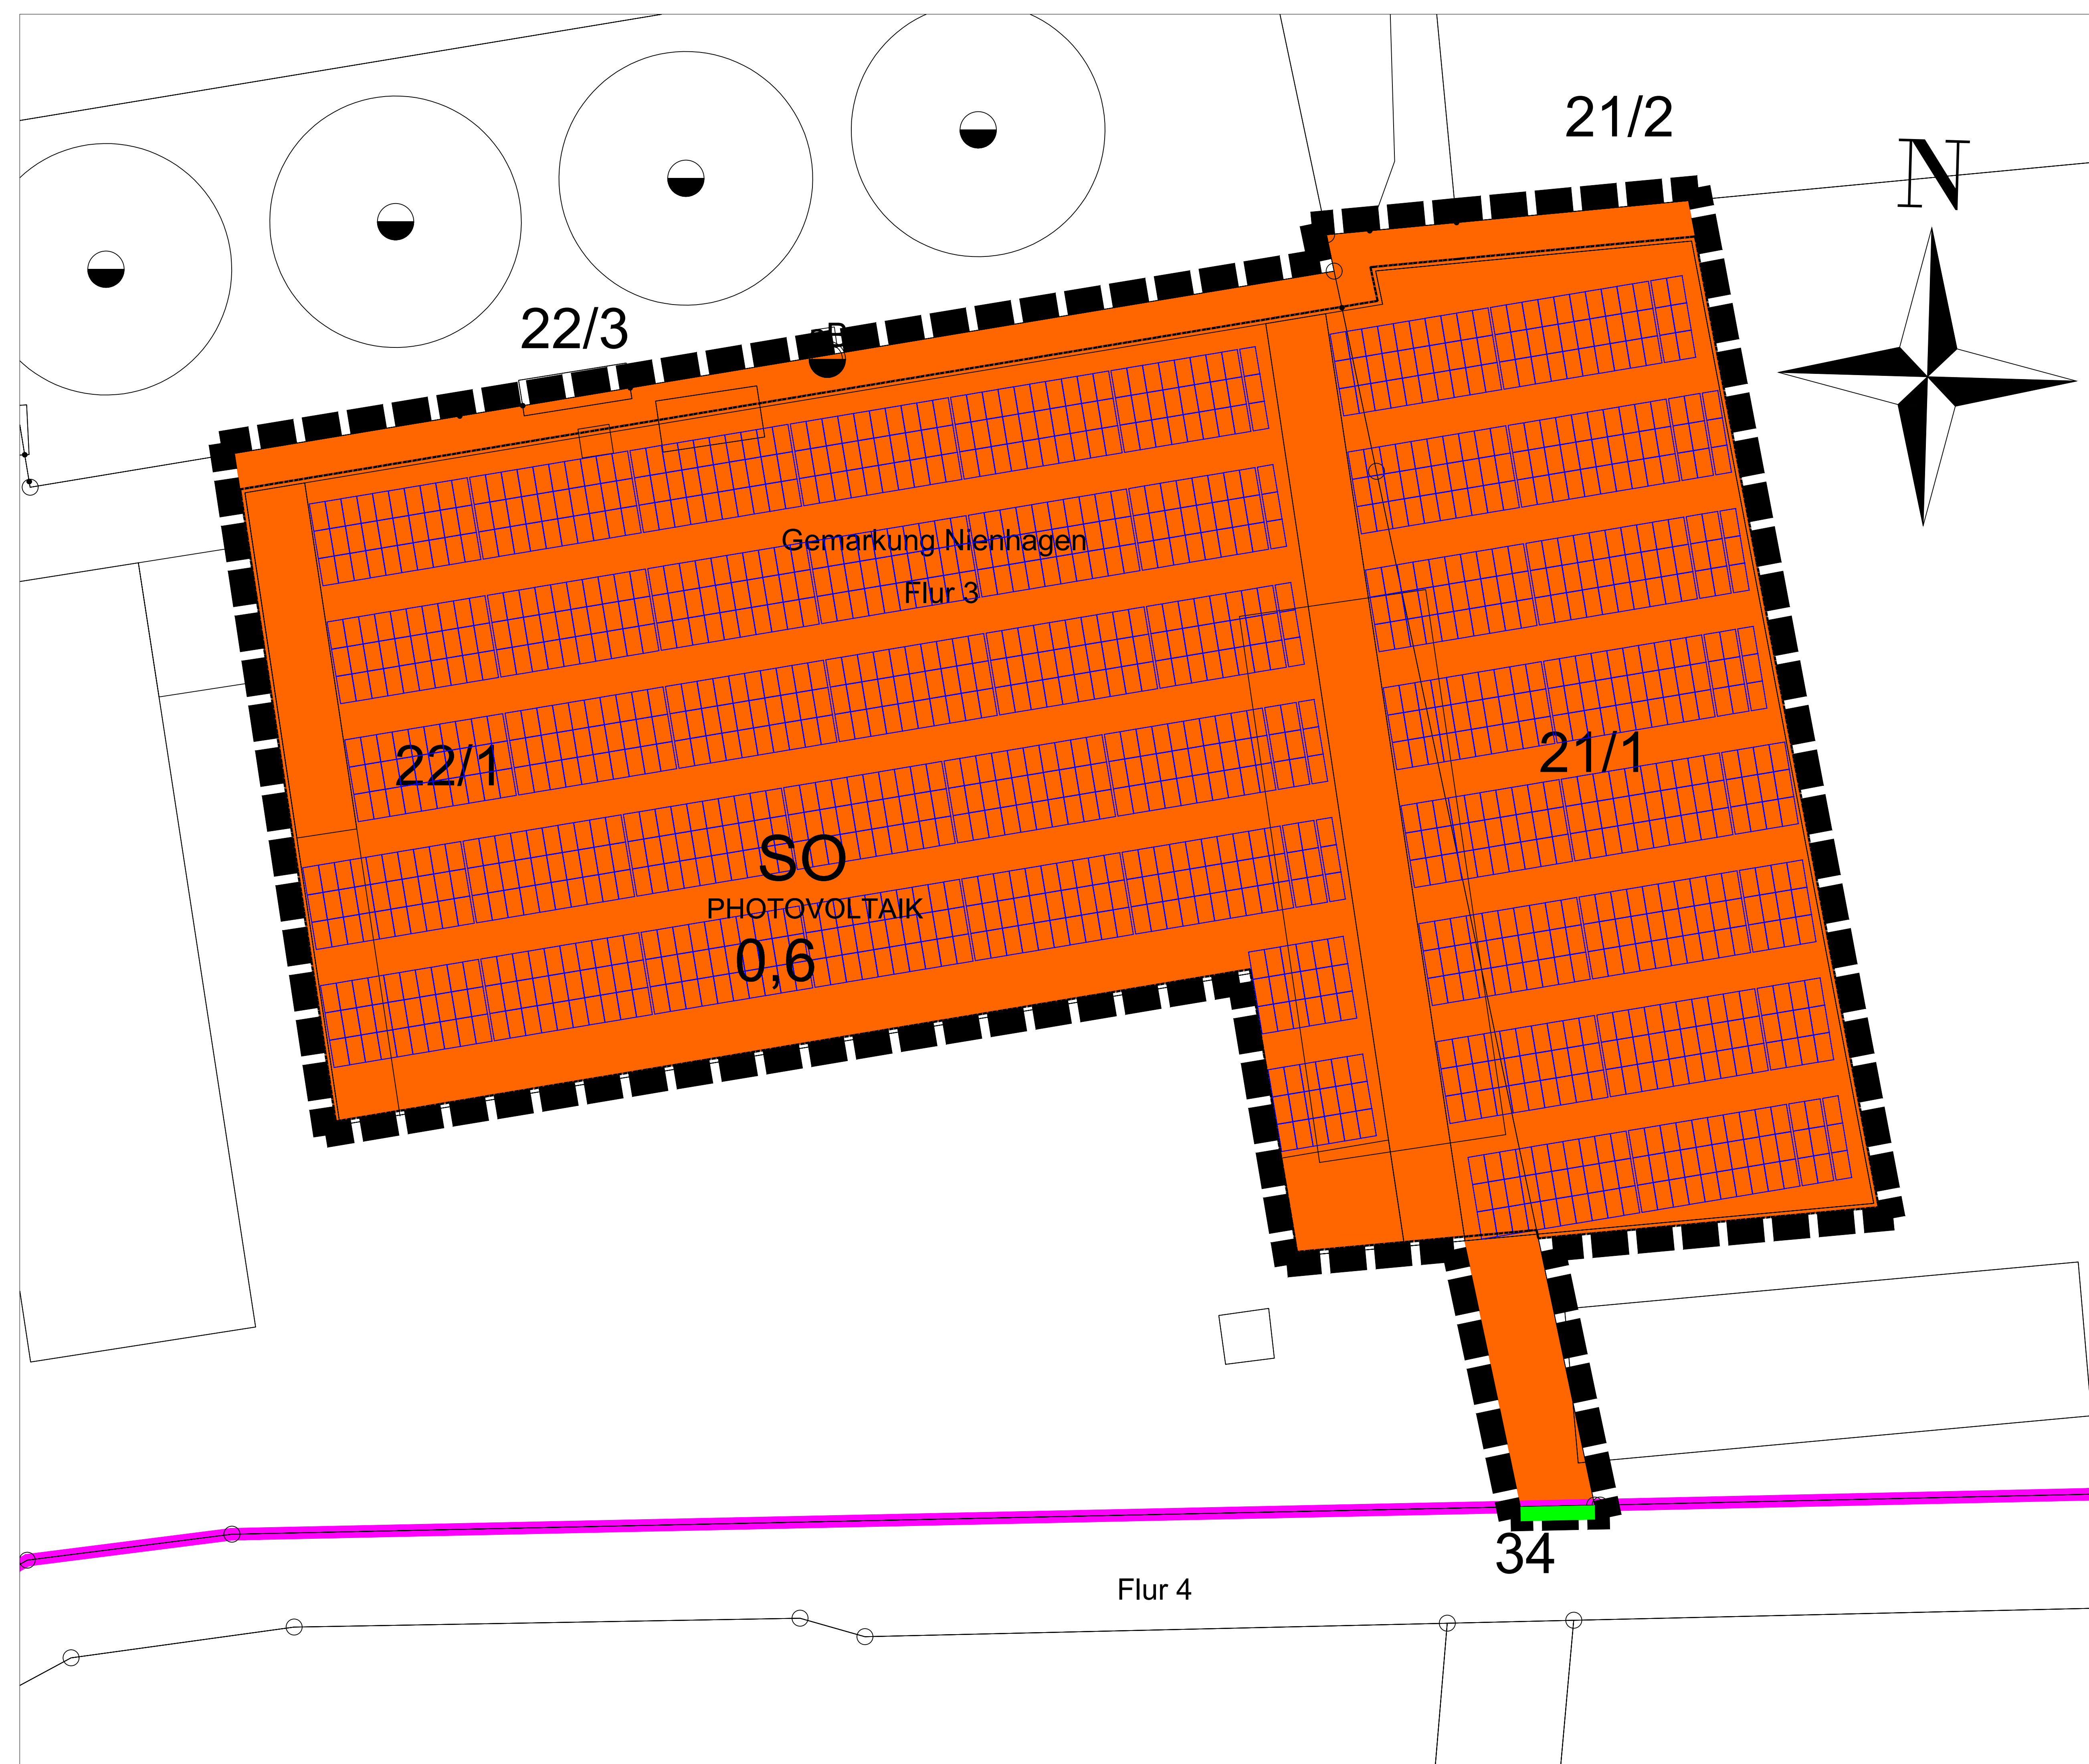 21/2
N
22/3
Gemarkung Nienhagen
Flur 3
22/1
21/1
SO
PHOTOVOLTAIK
0,6
34
Flur 4